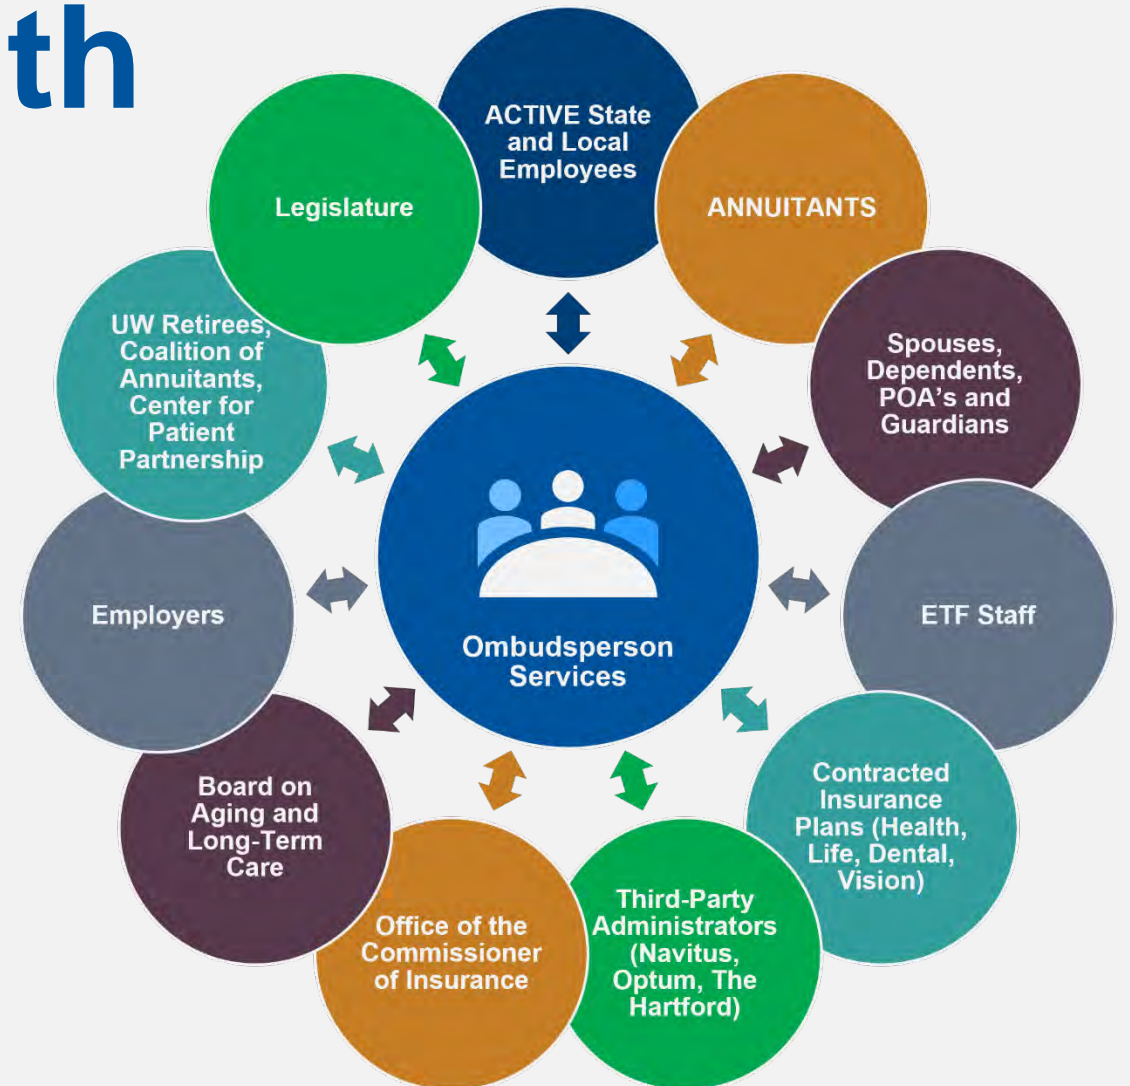 th
ACTIVE State
and Local
Employees
ANNUITANTS
Spouses,
Dependents,
POA's and
Guardians
ETF Staff
Contracted
Insurance
Plans (Health,
Life, Dental,
Vision)
Third-Party
Administrators
(Navitus,
Optum, The
Hartford)
Office of the
Commissioner
of Insurance
Board on
Aging and
Long-Term
Care
Employers
UW Retirees,
Coalition of
Annuitants,
Center for
Patient
Partnership
Legislature
Ombudsperson
Services